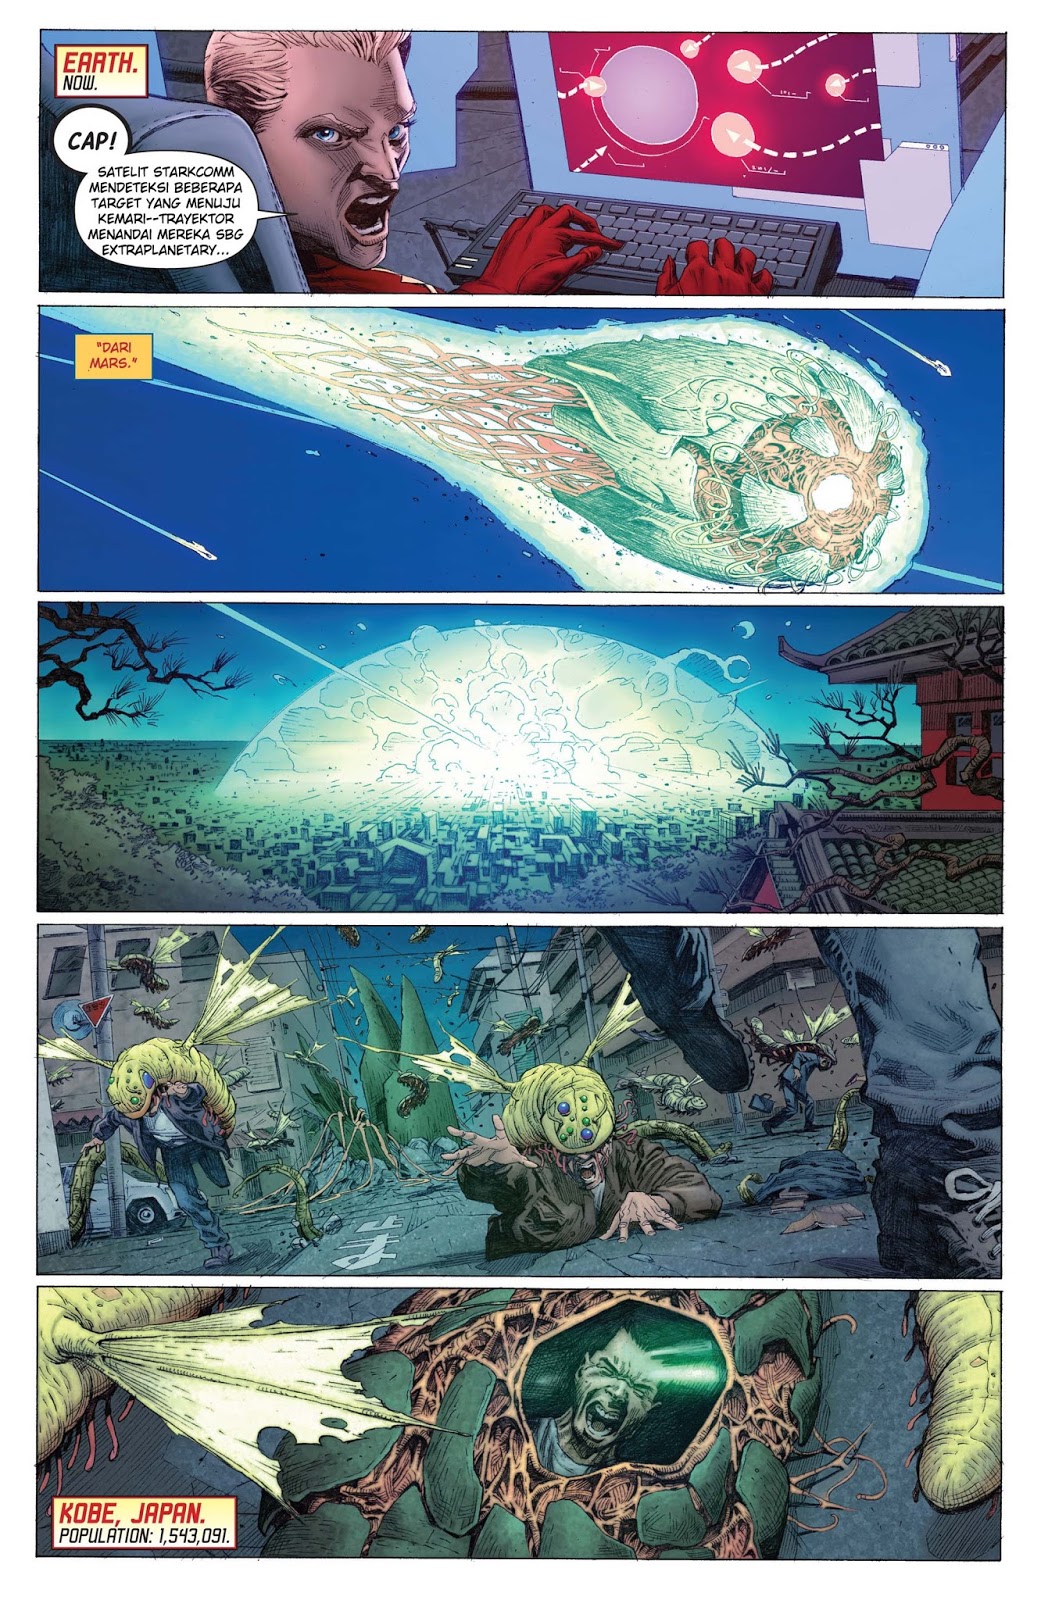 EARTH.
NOW.
CAP!
SATELIT STARKCOMM
MENDETEKSI BEBERAPA
TARGET YANG MENUJU
KEMARI--TRAYEKTOR
MENANDAI MEREKA SBG
EXTRAPLANETARY...
"DARI
MARS."
KOBE, JAPAN.
POPULATION: 1,543,091.